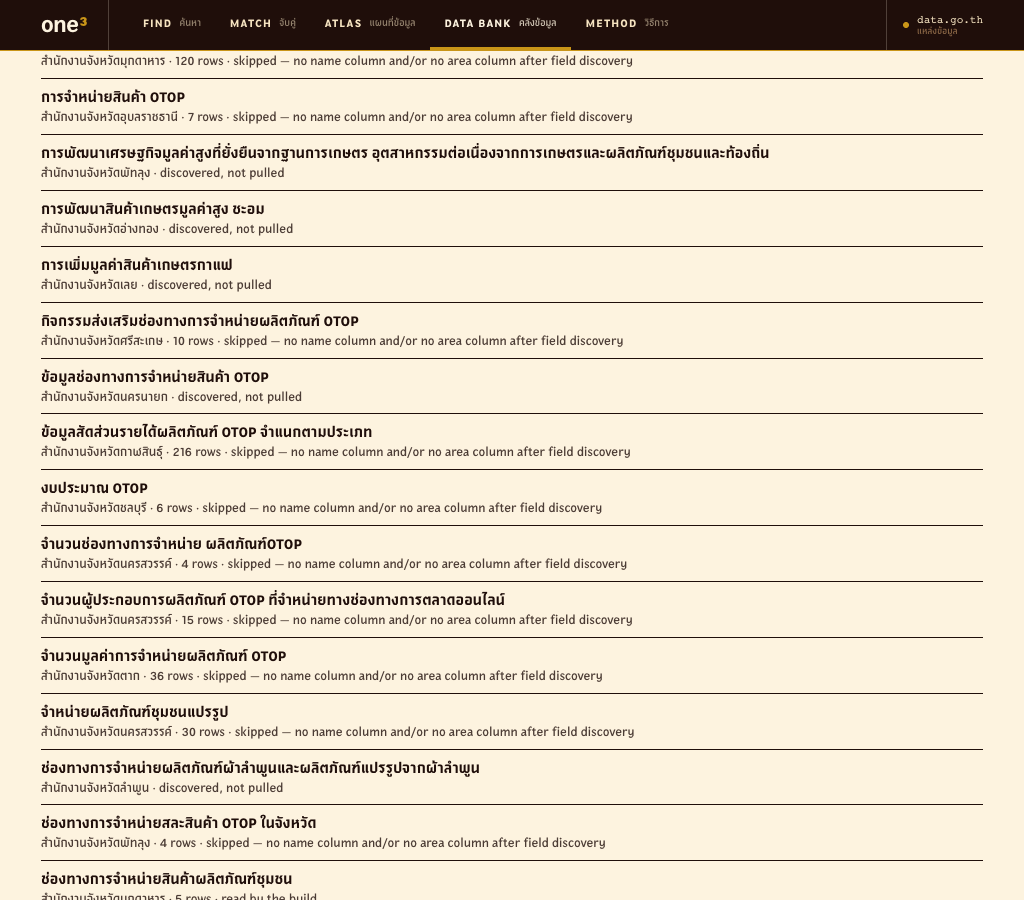 one³
FIND ค้นหา
MATCH จับคู่
ATLAS แผนที่ข้อมูล
DATA BANK คลังข้อมูล
METHOD วิธีการ
data.go.th
แหล่งข้อมูล
สำนักงานจังหวัดมุกดาหาร · 120 rows · skipped — no name column and/or no area column after field discovery
การจำหน่ายสินค้า OTOP
สำนักงานจังหวัดอุบลราชธานี · 7 rows · skipped — no name column and/or no area column after field discovery
การพัฒนาเศรษฐกิจมูลค่าสูงที่ยั่งยืนจากฐานการเกษตร อุตสาหกรรมต่อเนื่องจากการเกษตรและผลิตภัณฑ์ชุมชนและท้องถิ่น
สำนักงานจังหวัดพัทลุง · discovered, not pulled
การพัฒนาสินค้าเกษตรมูลค่าสูง ชะอม
สำนักงานจังหวัดอ่างทอง · discovered, not pulled
การเพิ่มมูลค่าสินค้าเกษตรกาแฟ
สำนักงานจังหวัดเลย · discovered, not pulled
กิจกรรมส่งเสริมช่องทางการจำหน่ายผลิตภัณฑ์ OTOP
สำนักงานจังหวัดศรีสะเกษ · 10 rows · skipped — no name column and/or no area column after field discovery
ข้อมูลช่องทางการจำหน่ายสินค้า OTOP
สำนักงานจังหวัดนครนายก · discovered, not pulled
ข้อมูลสัดส่วนรายได้ผลิตภัณฑ์ OTOP จำแนกตามประเภท
สำนักงานจังหวัดกาฬสินธุ์ · 216 rows · skipped — no name column and/or no area column after field discovery
งบประมาณ OTOP
สำนักงานจังหวัดชลบุรี · 6 rows · skipped — no name column and/or no area column after field discovery
จำนวนช่องทางการจำหน่าย ผลิตภัณฑ์OTOP
สำนักงานจังหวัดนครสวรรค์ · 4 rows · skipped — no name column and/or no area column after field discovery
จำนวนผู้ประกอบการผลิตภัณฑ์ OTOP ที่จำหน่ายทางช่องทางการตลาดออนไลน์
สำนักงานจังหวัดนครสวรรค์ · 15 rows · skipped — no name column and/or no area column after field discovery
จำนวนมูลค่าการจำหน่ายผลิตภัณฑ์ OTOP
สำนักงานจังหวัดตาก · 36 rows · skipped — no name column and/or no area column after field discovery
จำหน่ายผลิตภัณฑ์ชุมชนแปรรูป
สำนักงานจังหวัดนครสวรรค์ · 30 rows · skipped — no name column and/or no area column after field discovery
ช่องทางการจำหน่ายผลิตภัณฑ์ผ้าลำพูนและผลิตภัณฑ์แปรรูปจากผ้าลำพูน
สำนักงานจังหวัดลำพูน · discovered, not pulled
ช่องทางการจำหน่ายสละสินค้า OTOP ในจังหวัด
สำนักงานจังหวัดพัทลุง · 4 rows · skipped — no name column and/or no area column after field discovery
ช่องทางการจำหน่ายสินค้าผลิตภัณฑ์ชุมชน
สำนักงานจังหวัดมุกดาหาร · 5 rows · read by the build